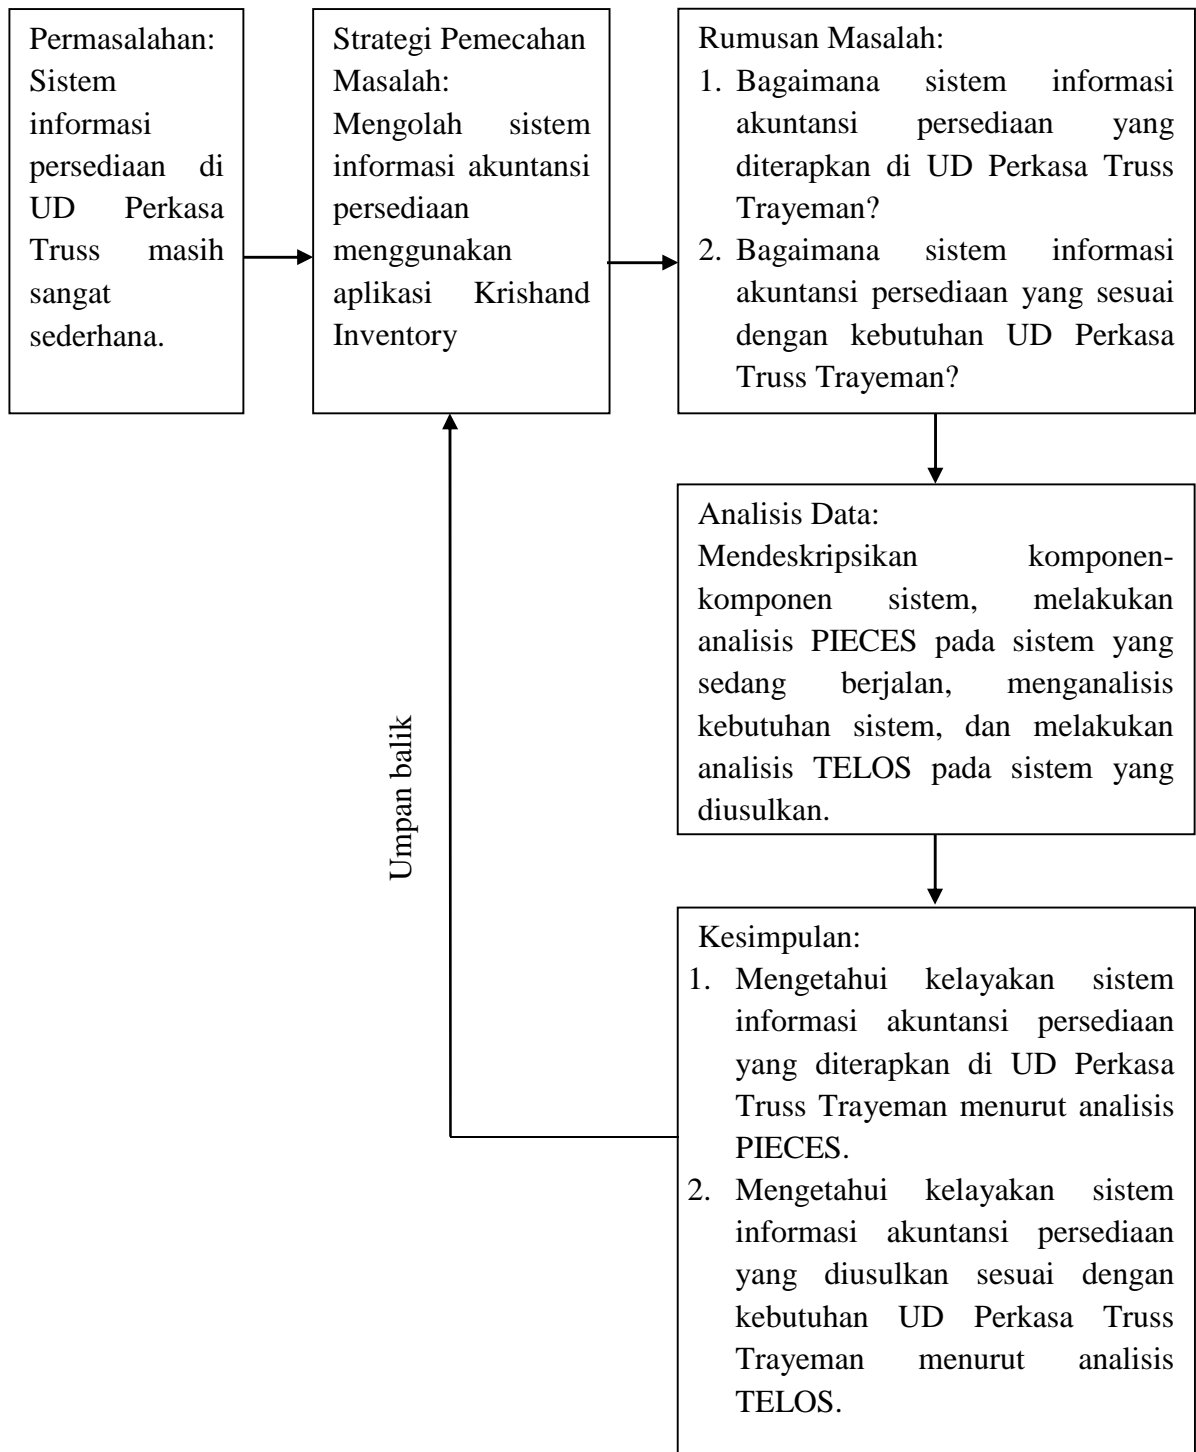 Permasalahan:
Sistem
informasi
persediaan di
UD Perkasa
Truss masih
sangat
sederhana.
Strategi Pemecahan
Masalah:
Mengolah sistem
informasi akuntansi
persediaan
menggunakan
aplikasi Krishand
Inventory
Rumusan Masalah:
1. Bagaimana sistem informasi
akuntansi persediaan yang
diterapkan di UD Perkasa Truss
Trayeman?
2. Bagaimana sistem informasi
akuntansi persediaan yang sesuai
dengan kebutuhan UD Perkasa
Truss Trayeman?
Analisis Data:
Mendeskripsikan komponen-
komponen sistem, melakukan
analisis PIECES pada sistem yang
sedang berjalan, menganalisis
kebutuhan sistem, dan melakukan
analisis TELOS pada sistem yang
diusulkan.
Umpan balik
Kesimpulan:
1. Mengetahui kelayakan sistem
informasi akuntansi persediaan
yang diterapkan di UD Perkasa
Truss Trayeman menurut analisis
PIECES.
2. Mengetahui kelayakan sistem
informasi akuntansi persediaan
yang diusulkan sesuai dengan
kebutuhan UD Perkasa Truss
Trayeman menurut analisis
TELOS.